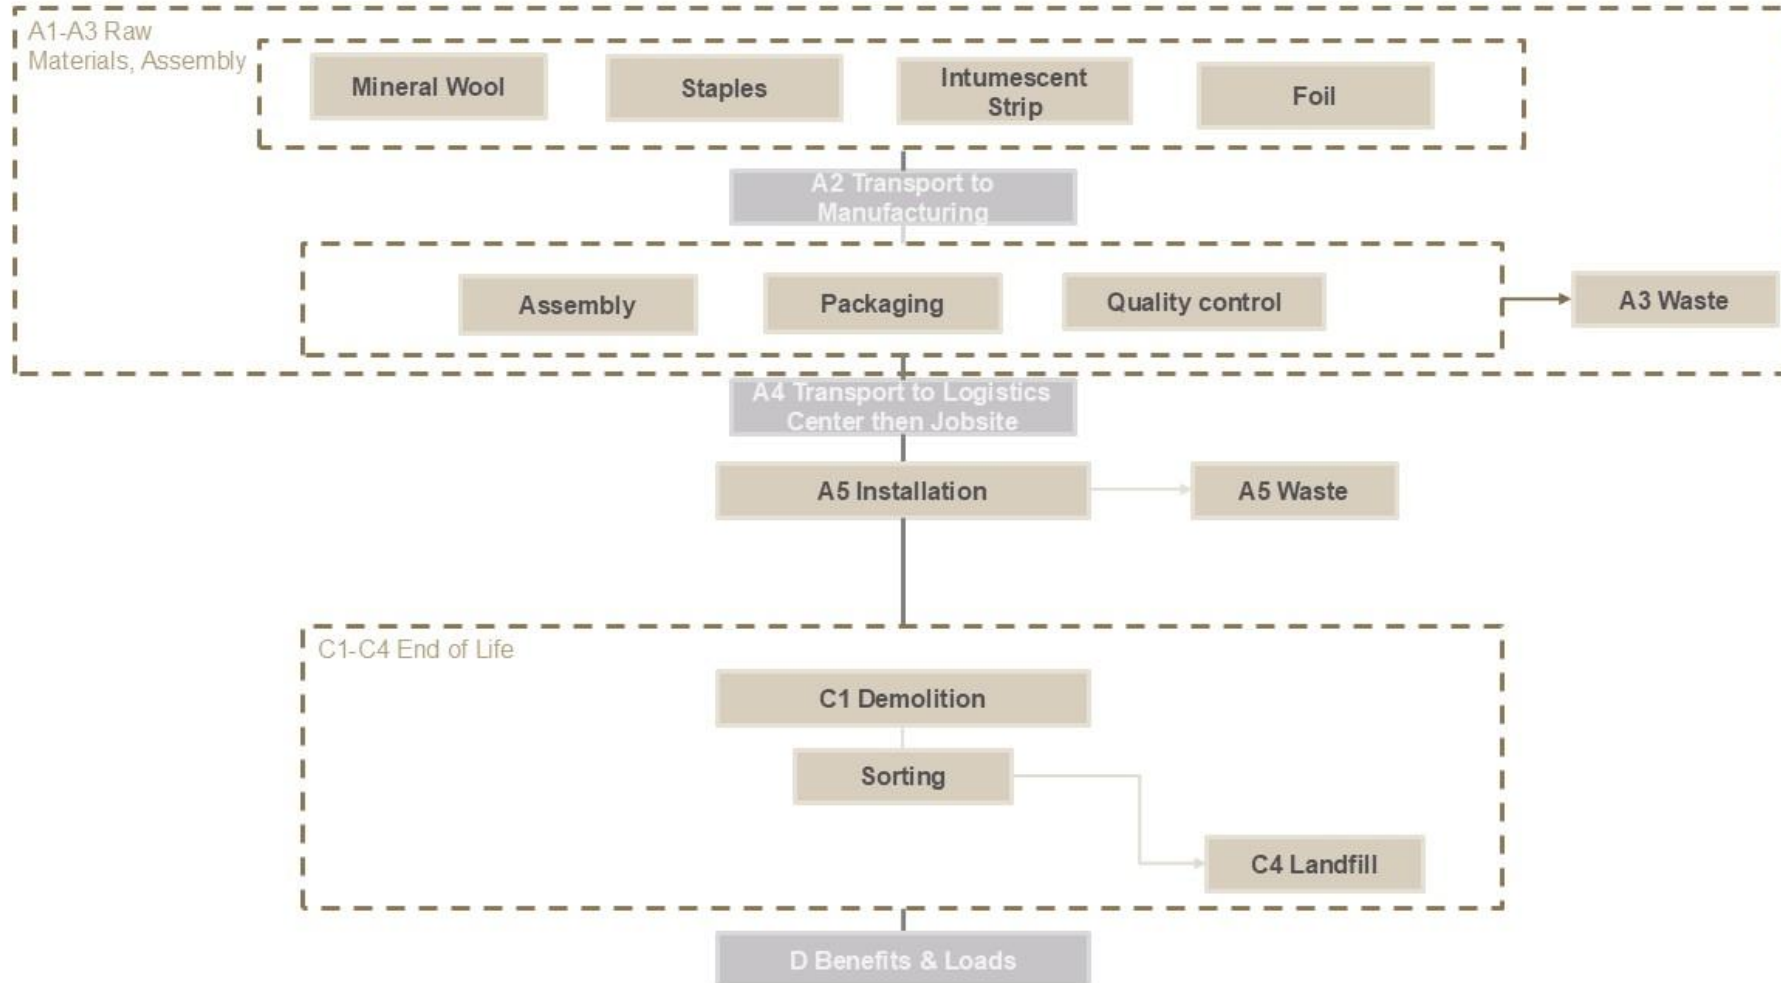 A1-A3 Raw
Materials, Assembly
Mineral Wool
Staples
Intumescent
Strip
Foil
A2 Transport to
Manufacturing
Assembly
Packaging
Quality control
A3 Waste
A4 Transport to Logistics
Center then Jobsite
A5 Installation
A5 Waste
C1-C4 End of Life
C1 Demolition
Sorting
C4 Landfill
D Benefits & Loads